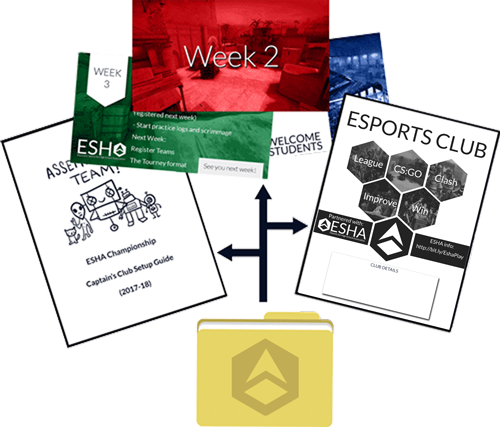 Week 2
WEEK
3
(registered next week)
- Start practice logs and scrimmage
Next Week:
Register Teams
The Tourney format
ESHA
See you next week!
WELCOME
STUDENTS
TEAM!
ESHA Championship
Captain's Club Setup Guide
(2017-18)
ESPORTS CLUB
League
CS:GO
Clash
Improve
Win
Partnered with:
ESHA
ESHA info:
http://bit.ly/EshaPlay
CLUB DETAILS